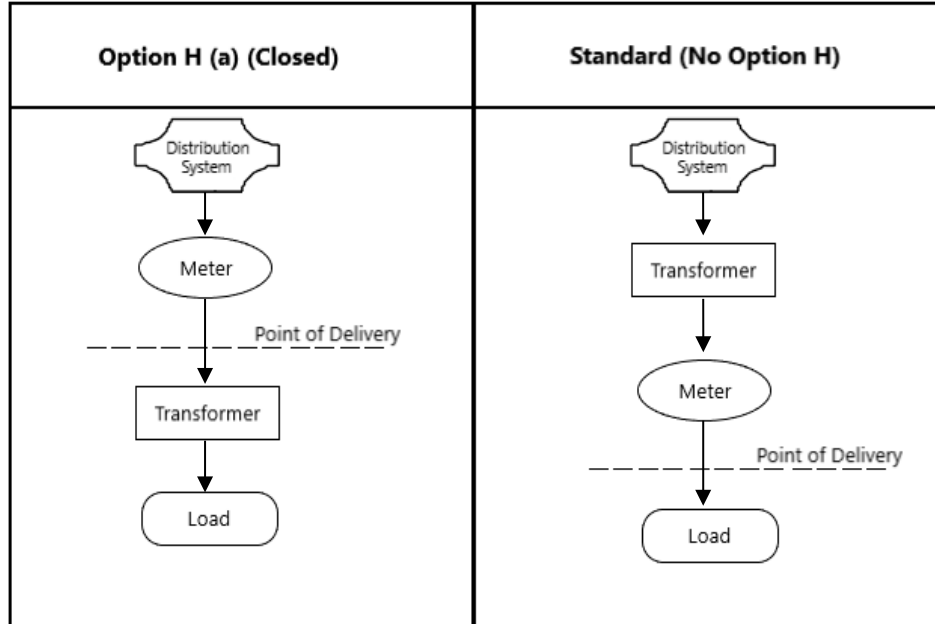 Option H (a) (Closed)
Distribution
System
Meter
Point of Delivery
Transformer
Load
Standard (No Option H)
Distribution
System
Transformer
Meter
Point of Delivery
Load